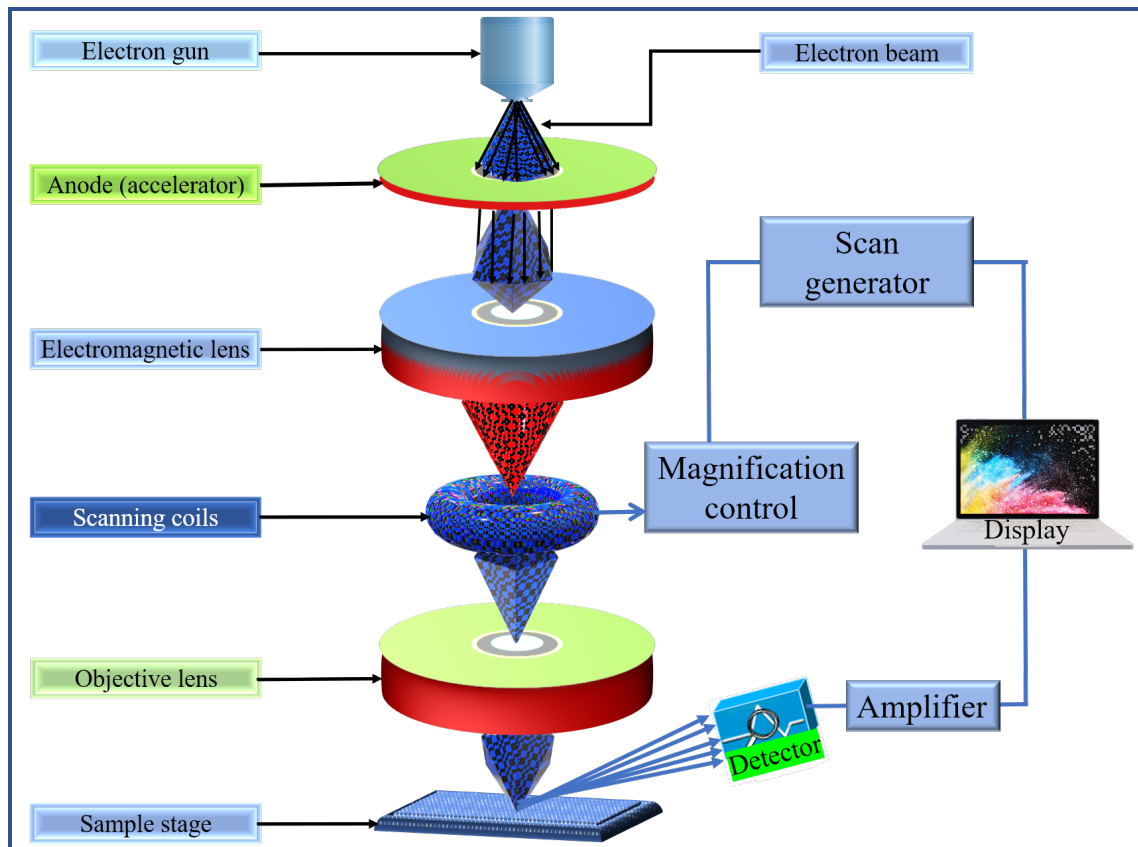 Electron gun
Electron beam
Anode (accelerator)
Scan
generator
Electromagnetic lens
Magnification
control
Scanning coils
Display
Objective lens
Amplifier
Detector
Sample stage